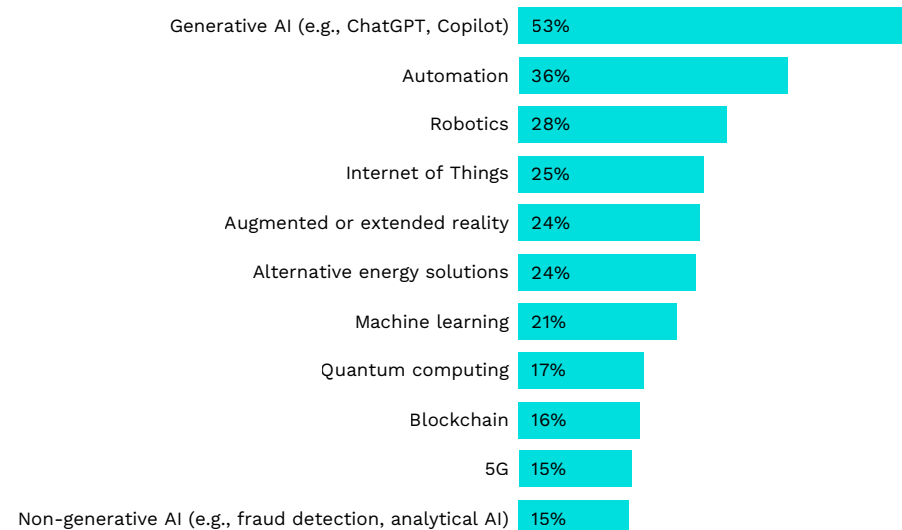 Generative AI (e.g., ChatGPT, Copilot) 53%
Automation 36%
Robotics 28%
Internet of Things 25%
Augmented or extended reality 24%
Alternative energy solutions 24%
Machine learning 21%
Quantum computing 17%
Blockchain 16%
5G 15%
Non-generative AI (e.g., fraud detection, analytical AI) 15%